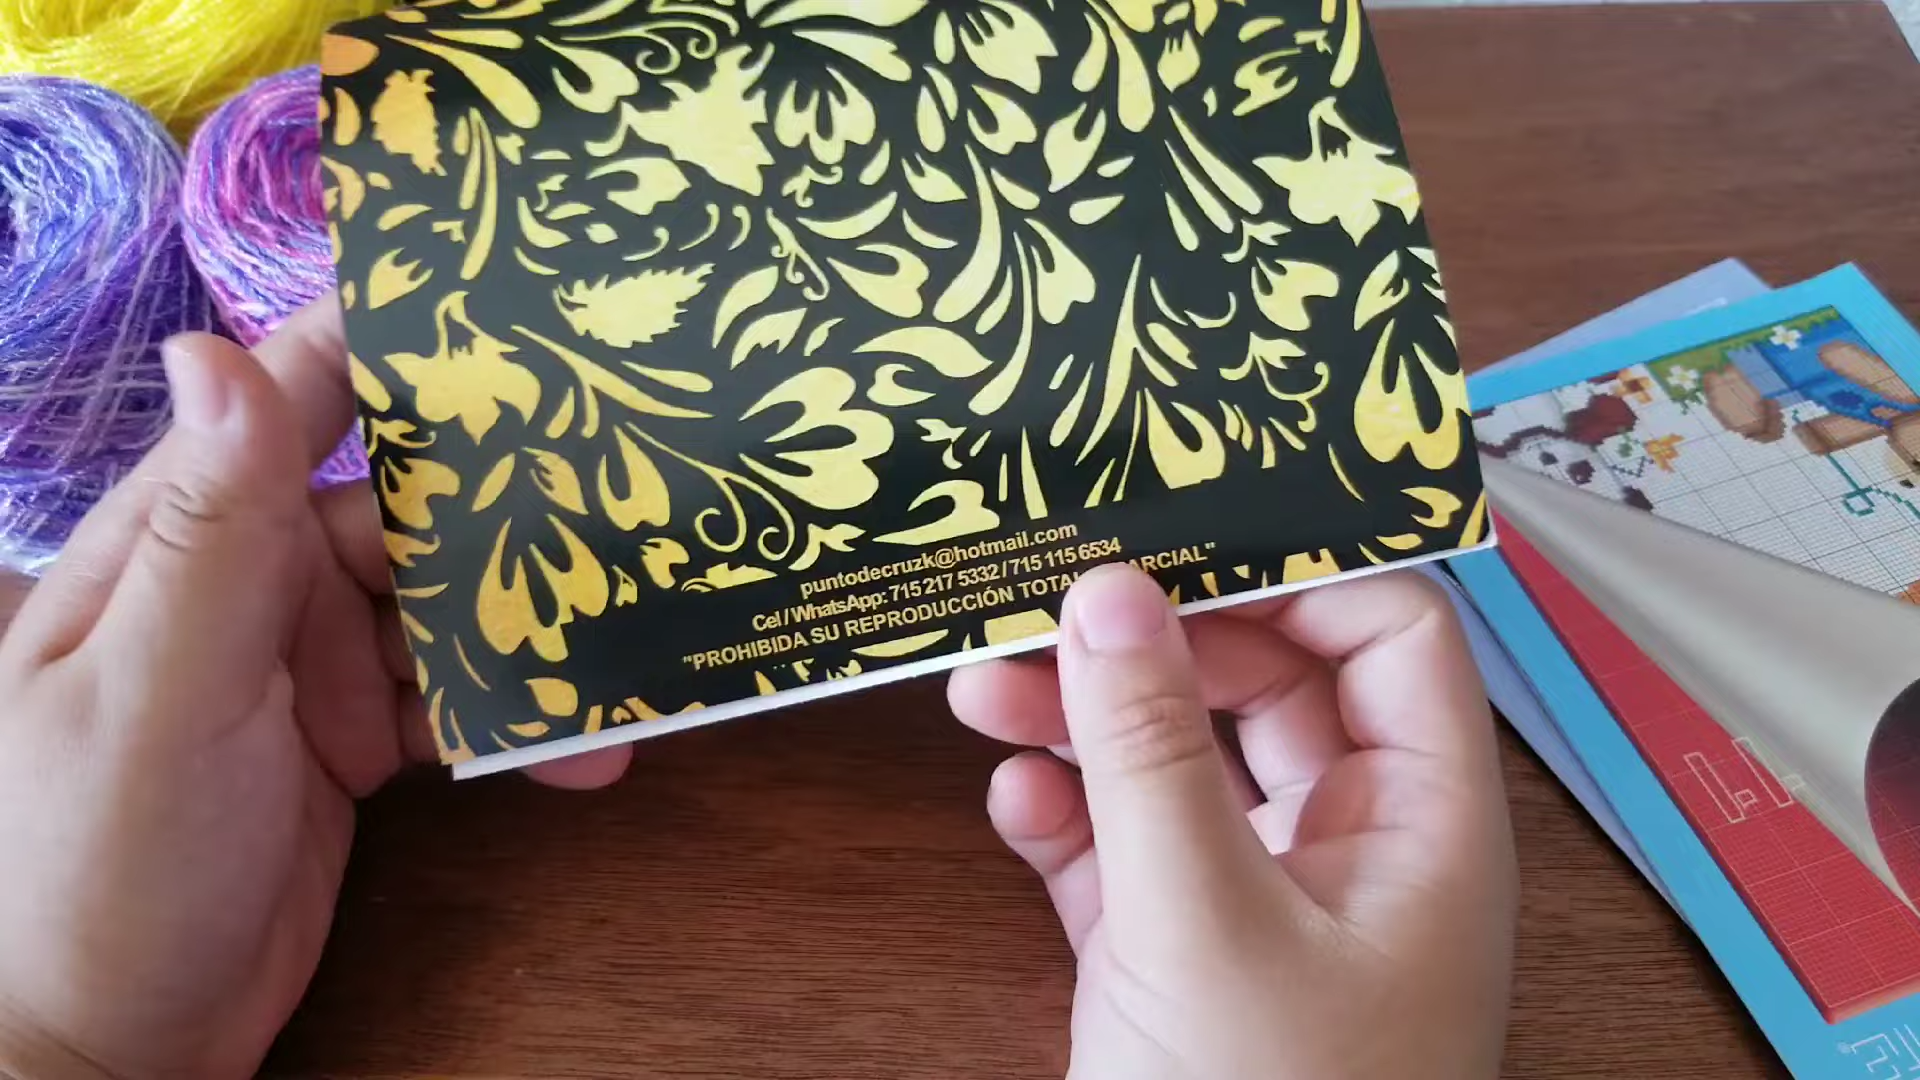 puntodecruzk@hotmail.com
Cel / WhatsApp: 715 217 5332 / 715 115 6534
"PROHIBIDA SU REPRODUCCIÓN TOTAL ARCIAL"